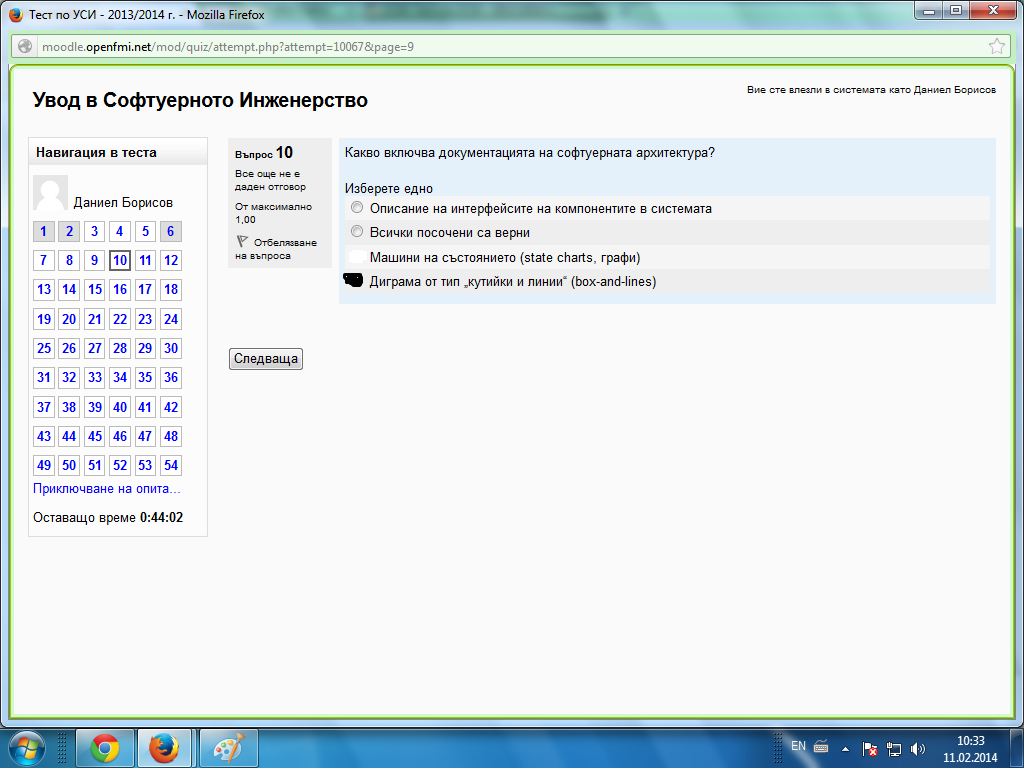 Тест по УСИ - 2013/2014 г. - Mozilla Firefox
moodle.openfmi.net/mod/quiz/attempt.php?attempt=10067&page=9
Увод в Софтуерното Инженерство
Вие сте влезли в системата като Даниел Борисов
Навигация в теста
Даниел Борисов
1 2 3 4 5 6
7 8 9 10 11 12
13 14 15 16 17 18
19 20 21 22 23 24
25 26 27 28 29 30
31 32 33 34 35 36
37 38 39 40 41 42
43 44 45 46 47 48
49 50 51 52 53 54
Приключване на опита...
Оставащо време 0:44:02
Въпрос 10
Все още не е
даден отговор
От максимално
1,00
Отбелязване
на въпроса
Какво включва документацията на софтуерната архитектура?
Изберете едно
Описание на интерфейсите на компонентите в системата
Всички посочени са верни
Машини на състоянието (state charts, графи)
Диграма от тип „кутийки и линии“ (box-and-lines)
Следваща
EN
10:33
11.02.2014